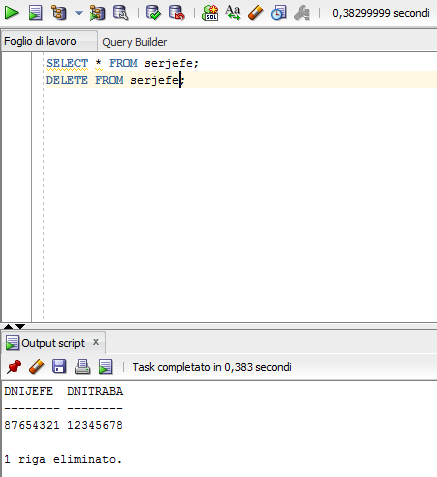 0,38299999 secondi
Foglio di lavoro Query Builder
SELECT * FROM serjefe;
DELETE FROM serjefe;
Output script x
Task completato in 0,383 secondi
DNIJEFE  DNITRABA
-------- --------
87654321 12345678
1 riga eliminato.